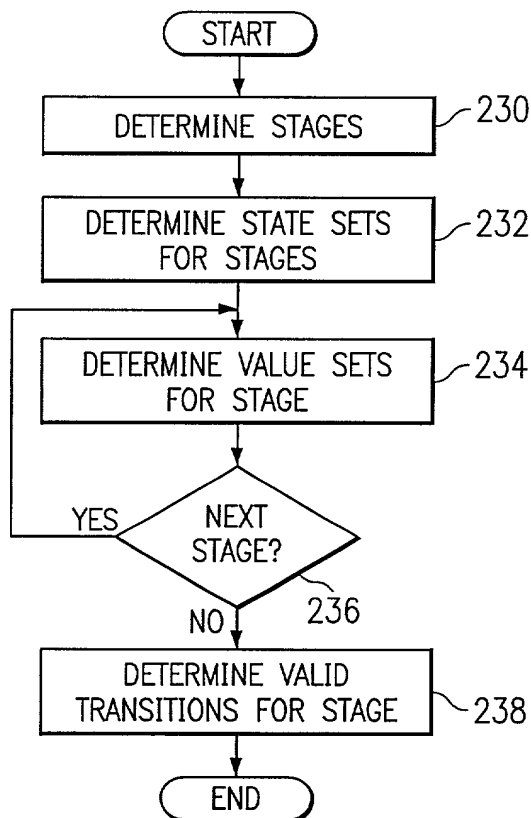 START
DETERMINE STAGES
230
DETERMINE STATE SETS
FOR STAGES
232
DETERMINE VALUE SETS
FOR STAGE
234
YES
NEXT
STAGE?
236
NO
DETERMINE VALID
TRANSITIONS FOR STAGE
238
END